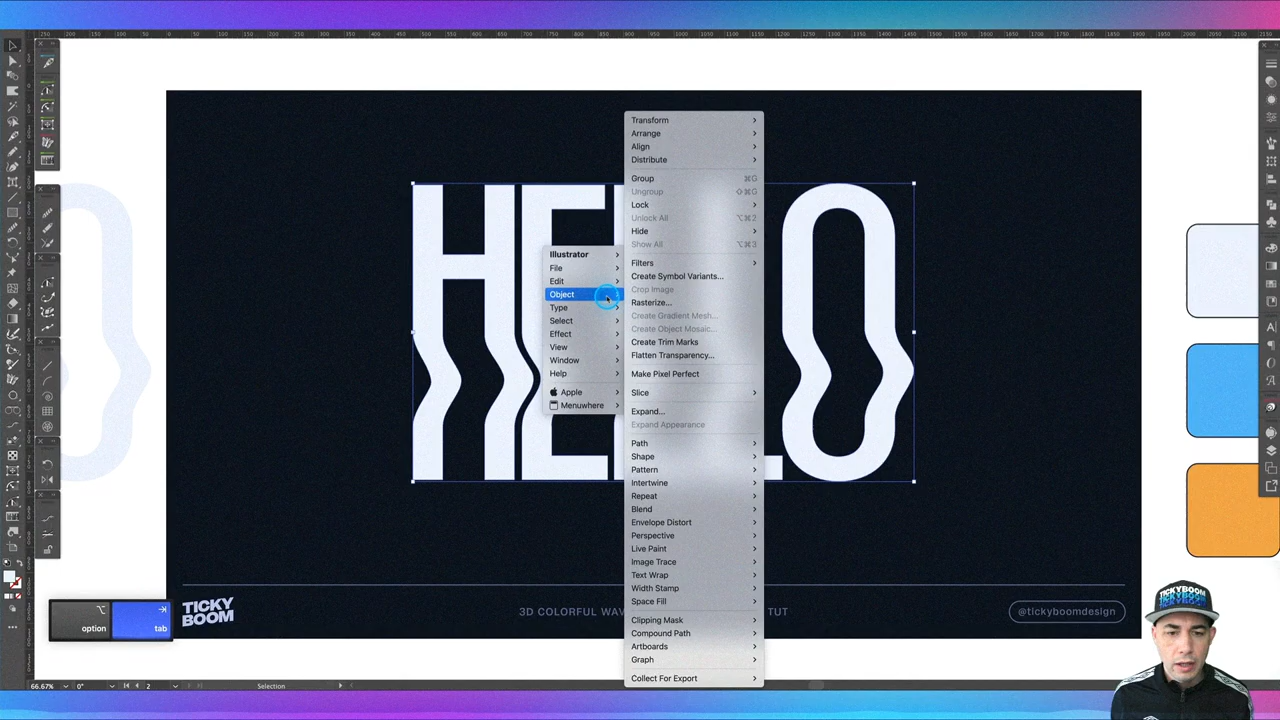 HELLO
Transform
Arrange
Align
Distribute
Group ⌘G
Ungroup ⇧⌘G
Lock
Unlock All ⌥⌘2
Hide
Show All ⌥⌘3
Filters
Create Symbol Variants...
Crop Image
Rasterize...
Create Gradient Mesh...
Create Object Mosaic...
Create Trim Marks
Flatten Transparency...
Make Pixel Perfect
Slice
Expand...
Expand Appearance
Path
Shape
Pattern
Intertwine
Repeat
Blend
Envelope Distort
Perspective
Live Paint
Image Trace
Text Wrap
Width Stamp
Space Fill
Clipping Mask
Compound Path
Artboards
Graph
Collect For Export
Illustrator
File
Edit
Object
Type
Select
Effect
View
Window
Help
Apple
Menuwhere
TICKY
BOOM
3D COLORFUL WAV
TUT
@tickyboomdesign
⌥
option
⇥
tab
66.67%
0°
2
Selection